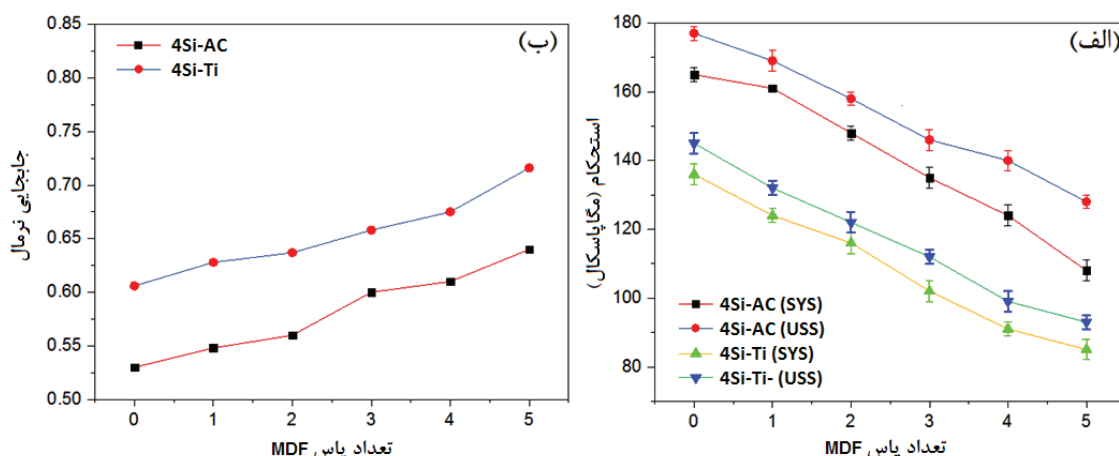 (ب)
4Si-AC
4Si-Ti
0.85
0.80
0.75
0.70
0.65
0.60
0.55
0.50
جابجایی نرمال
0 1 2 3 4 5
تعداد پاس MDF
(الف)
180
160
140
120
100
80
استحکام (مگاپاسکال)
4Si-AC (SYS)
4Si-AC (USS)
4Si-Ti (SYS)
4Si-Ti- (USS)
0 1 2 3 4 5
تعداد پاس MDF